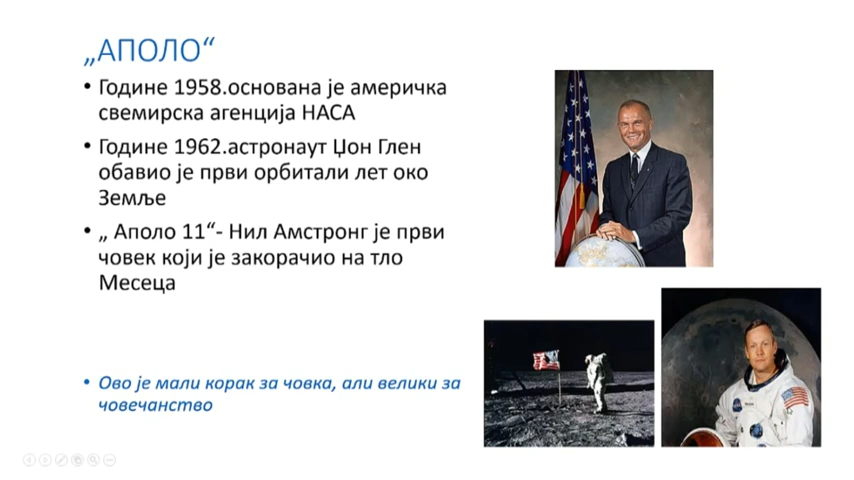 „АПОЛО“
• Године 1958.основана је америчка
свемирска агенција НАСА
• Године 1962.астронаут Џон Глен
обавио је први орбитали лет око
Земље
• „ Аполо 11“- Нил Амстронг је први
човек који је закорачио на тло
Месеца
• Ово је мали корак за човка, али велики за
човечанство